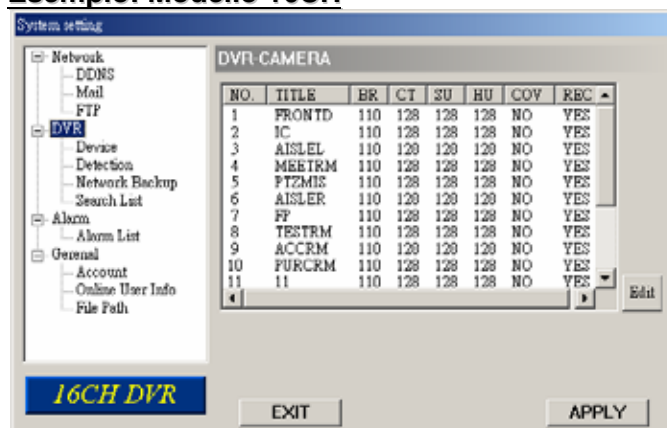 Esempio: Modello 16CH
System setting
Network
DDNS
Mail
FTP
DVR
Device
Detection
Network Backup
Search List
Alarm
Alarm List
Gerenal
Account
Online User Info
File Path
16CH DVR
DVR-CAMERA
NO. TITLE BR CT SU HU COV REC
1 FRONTD 110 128 128 128 NO YES
2 IC 110 128 128 128 NO YES
3 AISLEL 110 128 128 128 NO YES
4 MEETRM 110 128 128 128 NO YES
5 PTZMIS 110 128 128 128 NO YES
6 AISLER 110 128 128 128 NO YES
7 FP 110 128 128 128 NO YES
8 TESTRM 110 128 128 128 NO YES
9 ACCRM 110 128 128 128 NO YES
10 PURCRM 110 128 128 128 NO YES
11 11 110 128 128 128 NO YES
Edit
EXIT
APPLY